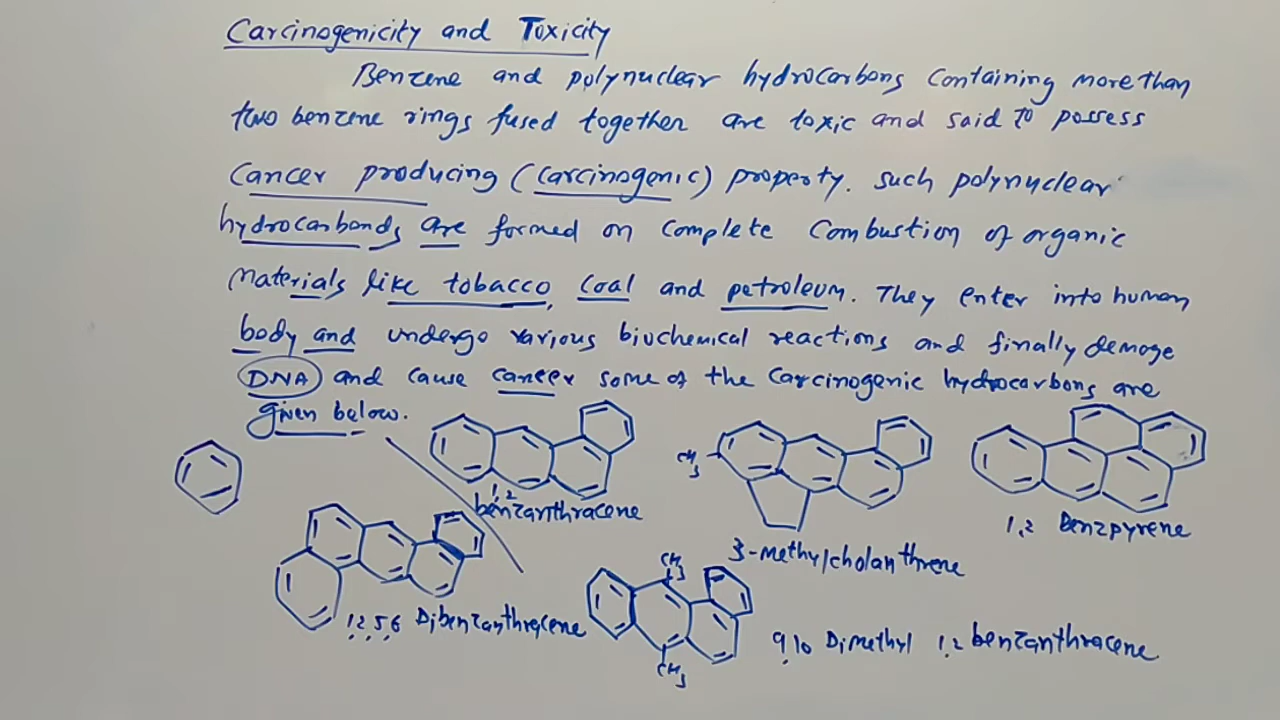 Carcinogenicity and Toxicity
Benzene and polynuclear hydrocarbons containing more than
two benzene rings fused together are toxic and said to possess
cancer producing (carcinogenic) property. such polynuclear
hydrocarbonds are formed on complete combustion of organic
materials like tobacco, coal and petroleum. They enter into human
body and undergo various biochemical reactions and finally demage
DNA and cause cancer some of the carcinogenic hydrocarbons are
given below.
1,2
benzanthracene
CH3
3-methylcholanthrene
1,2 Benzpyrene
1,2,5,6 Dibenzanthracene
CH3
CH3
9,10 Dimethyl 1,2 benzanthracene